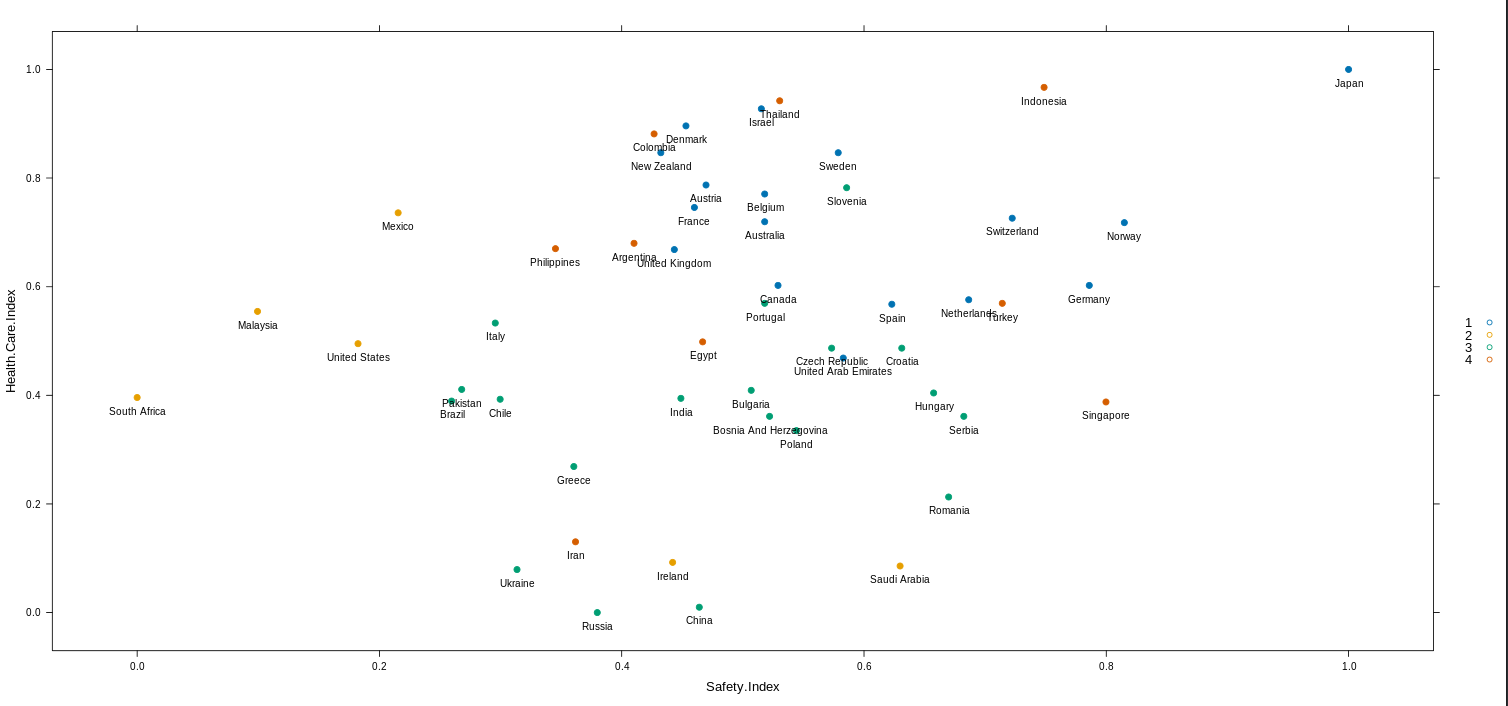 1.0
0.8
0.6
0.4
0.2
0.0
Health.Care.Index
Japan
Indonesia
Thailand
Israel
Denmark
Colombia
New Zealand
Sweden
Austria
Belgium
Slovenia
France
Mexico
Australia
Switzerland
Norway
Argentina
Philippines
United Kingdom
Canada
Germany
Portugal
Netherlands
Turkey
Spain
Malaysia
Italy
United States
Egypt
Czech Republic
Croatia
United Arab Emirates
Pakistan
Brazil
Chile
South Africa
India
Bulgaria
Hungary
Singapore
Bosnia And Herzegovina
Serbia
Poland
Greece
Romania
Iran
Ireland
Saudi Arabia
Ukraine
China
Russia
0.0
0.2
0.4
0.6
0.8
1.0
Safety.Index
1
2
3
4